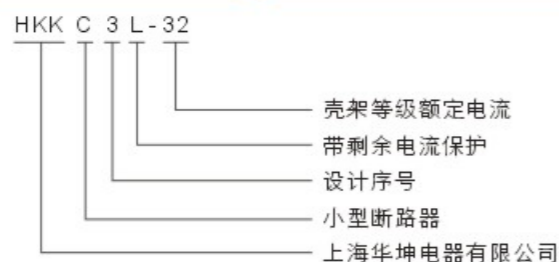 HKK C 3 L-32
壳架等级额定电流
带剩余电流保护
设计序号
小型断路器
上海华坤电器有限公司